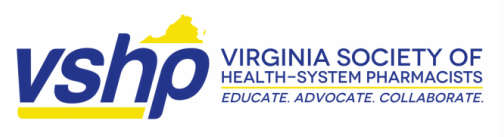 vshp
VIRGINIA SOCIETY OF
HEALTH-SYSTEM PHARMACISTS
EDUCATE. ADVOCATE. COLLABORATE.